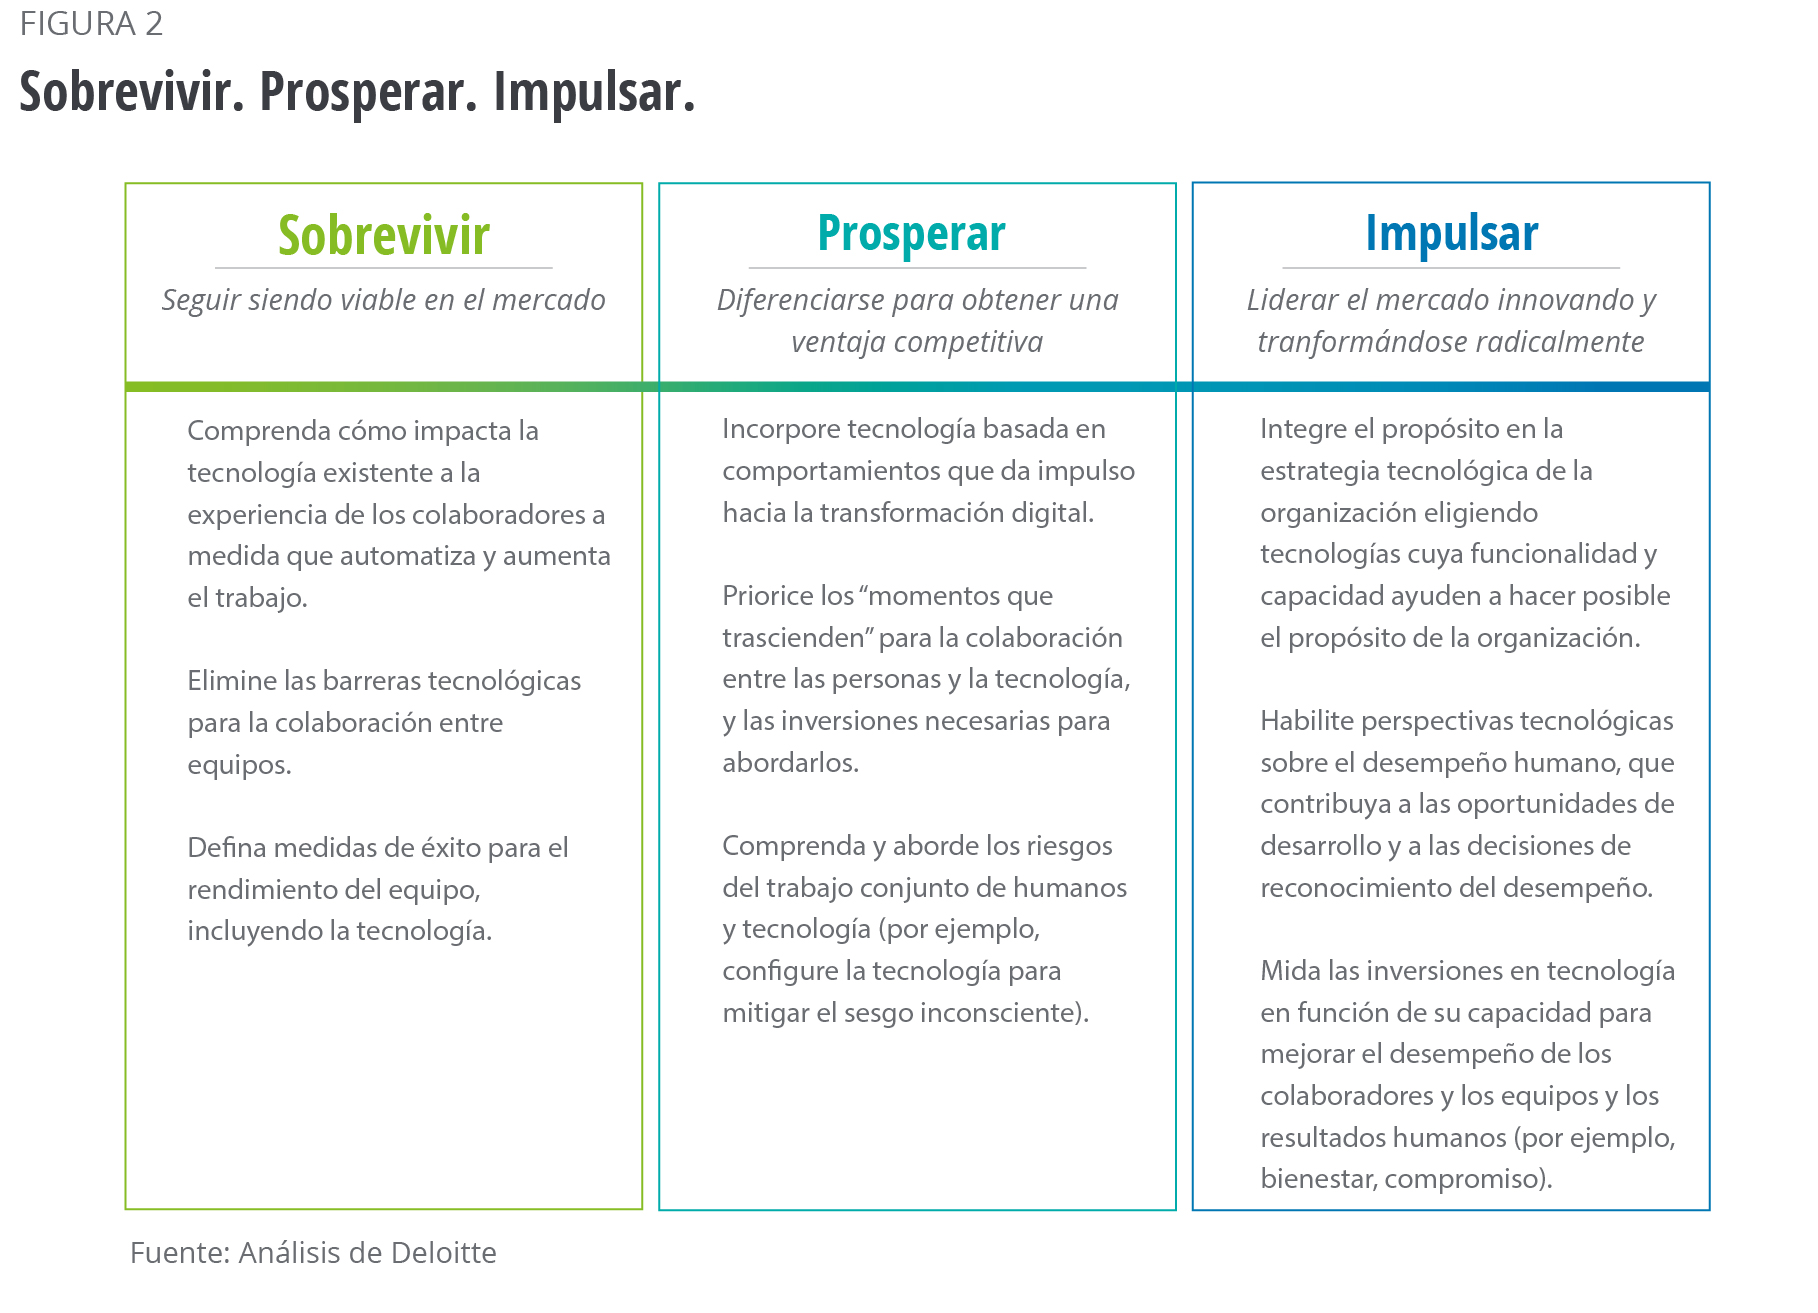 FIGURA 2
Sobrevivir. Prosperar. Impulsar.
Sobrevivir
Seguir siendo viable en el mercado
Comprenda cómo impacta la
tecnología existente a la
experiencia de los colaboradores a
medida que automatiza y aumenta
el trabajo.
Elimine las barreras tecnológicas
para la colaboración entre
equipos.
Defina medidas de éxito para el
rendimiento del equipo,
incluyendo la tecnología.
Prosperar
Diferenciarse para obtener una
ventaja competitiva
Incorpore tecnología basada en
comportamientos que da impulso
hacia la transformación digital.
Priorice los “momentos que
trascienden” para la colaboración
entre las personas y la tecnología,
y las inversiones necesarias para
abordarlos.
Comprenda y aborde los riesgos
del trabajo conjunto de humanos
y tecnología (por ejemplo,
configure la tecnología para
mitigar el sesgo inconsciente).
Impulsar
Liderar el mercado innovando y
tranformándose radicalmente
Integre el propósito en la
estrategia tecnológica de la
organización eligiendo
tecnologías cuya funcionalidad y
capacidad ayuden a hacer posible
el propósito de la organización.
Habilite perspectivas tecnológicas
sobre el desempeño humano, que
contribuya a las oportunidades de
desarrollo y a las decisiones de
reconocimiento del desempeño.
Mida las inversiones en tecnología
en función de su capacidad para
mejorar el desempeño de los
colaboradores y los equipos y los
resultados humanos (por ejemplo,
bienestar, compromiso).
Fuente: Análisis de Deloitte